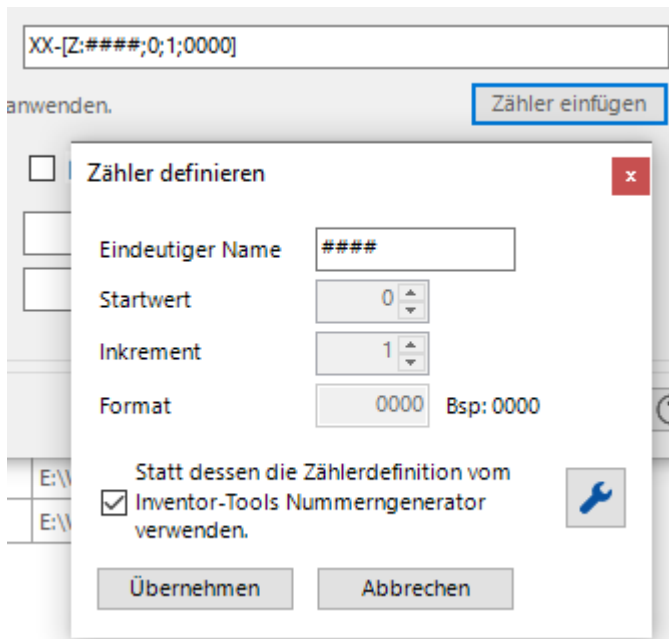 XX-[Z:####;0;1;0000]
anwenden.
Zähler einfügen
Zähler definieren
x
Eindeutiger Name
####
Startwert
0
Inkrement
1
Format
0000
Bsp: 0000
E:\
Statt dessen die Zählerdefinition vom
Inventor-Tools Nummerngenerator
verwenden.
E:\
Übernehmen
Abbrechen